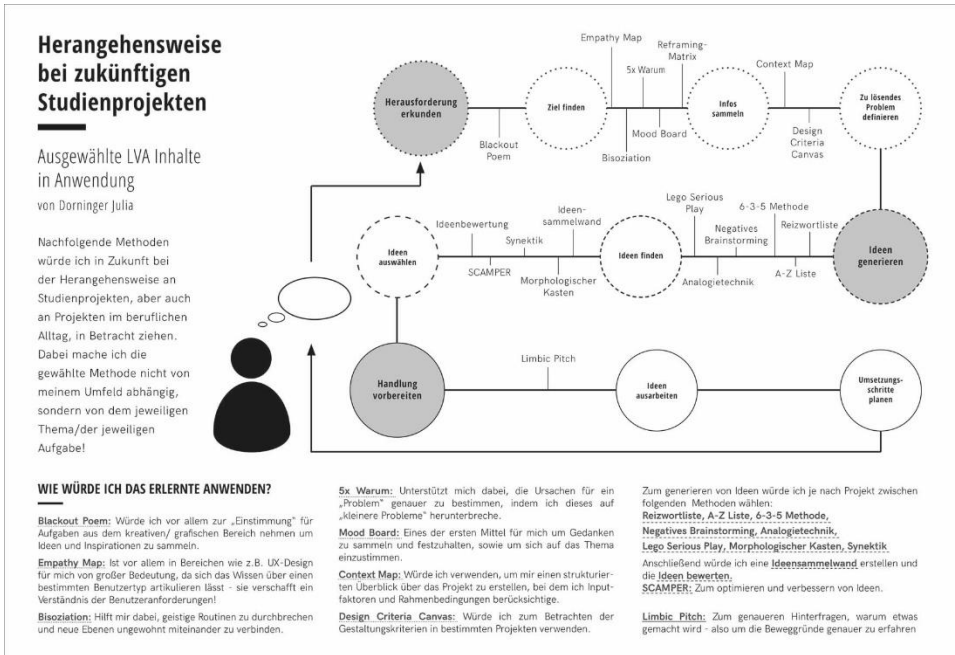 Herangehensweise
bei zukünftigen
Studienprojekten
Ausgewählte LVA Inhalte
in Anwendung
von Dorninger Julia
Nachfolgende Methoden
würde ich in Zukunft bei
der Herangehensweise an
Studienprojekten, aber auch
an Projekten im beruflichen
Alltag, in Betracht ziehen.
Dabei mache ich die
gewählte Methode nicht von
meinem Umfeld abhängig,
sondern von dem jeweiligen
Thema/der jeweiligen
Aufgabe!
Herausforderung
erkunden
Blackout
Poem
Ziel finden
Empathy Map
5x Warum
Reframing-
Matrix
Bisoziation
Mood Board
Infos
sammeln
Context Map
Design
Criteria
Canvas
Zu lösendes
Problem
definieren
Ideen
auswählen
Ideenbewertung
SCAMPER
Synektik
Ideen-
sammelwand
Morphologischer
Kasten
Ideen finden
Lego Serious
Play
Analogietechnik
Negatives
Brainstorming
6-3-5 Methode
A-Z Liste
Reizwortliste
Ideen
generieren
Handlung
vorbereiten
Limbic Pitch
Ideen
ausarbeiten
Umsetzungs-
schritte
planen
WIE WÜRDE ICH DAS ERLERNTE ANWENDEN?
Blackout Poem: Würde ich vor allem zur „Einstimmung" für
Aufgaben aus dem kreativen/ grafischen Bereich nehmen um
Ideen und Inspirationen zu sammeln.
Empathy Map: Ist vor allem in Bereichen wie z.B. UX-Design
für mich von großer Bedeutung, da sich das Wissen über einen
bestimmten Benutzertyp artikulieren lässt - sie verschafft ein
Verständnis der Benutzeranforderungen!
Bisoziation: Hilft mir dabei, geistige Routinen zu durchbrechen
und neue Ebenen ungewohnt miteinander zu verbinden.
5x Warum: Unterstützt mich dabei, die Ursachen für ein
„Problem" genauer zu bestimmen, indem ich dieses auf
„kleinere Probleme" herunterbreche.
Mood Board: Eines der ersten Mittel für mich um Gedanken
zu sammeln und festzuhalten, sowie um sich auf das Thema
einzustimmen.
Context Map: Würde ich verwenden, um mir einen strukturier-
ten Überblick über das Projekt zu erstellen, bei dem ich Input-
faktoren und Rahmenbedingungen berücksichtige.
Design Criteria Canvas: Würde ich zum Betrachten der
Gestaltungskriterien in bestimmten Projekten verwenden.
Zum generieren von Ideen würde ich je nach Projekt zwischen
folgenden Methoden wählen:
Reizwortliste, A-Z Liste, 6-3-5 Methode,
Negatives Brainstorming, Analogietechnik,
Lego Serious Play, Morphologischer Kasten, Synektik
Anschließend würde ich eine Ideensammelwand erstellen und
die Ideen bewerten.
SCAMPER: Zum optimieren und verbessern von Ideen.
Limbic Pitch: Zum genaueren Hinterfragen, warum etwas
gemacht wird - also um die Beweggründe genauer zu erfahren